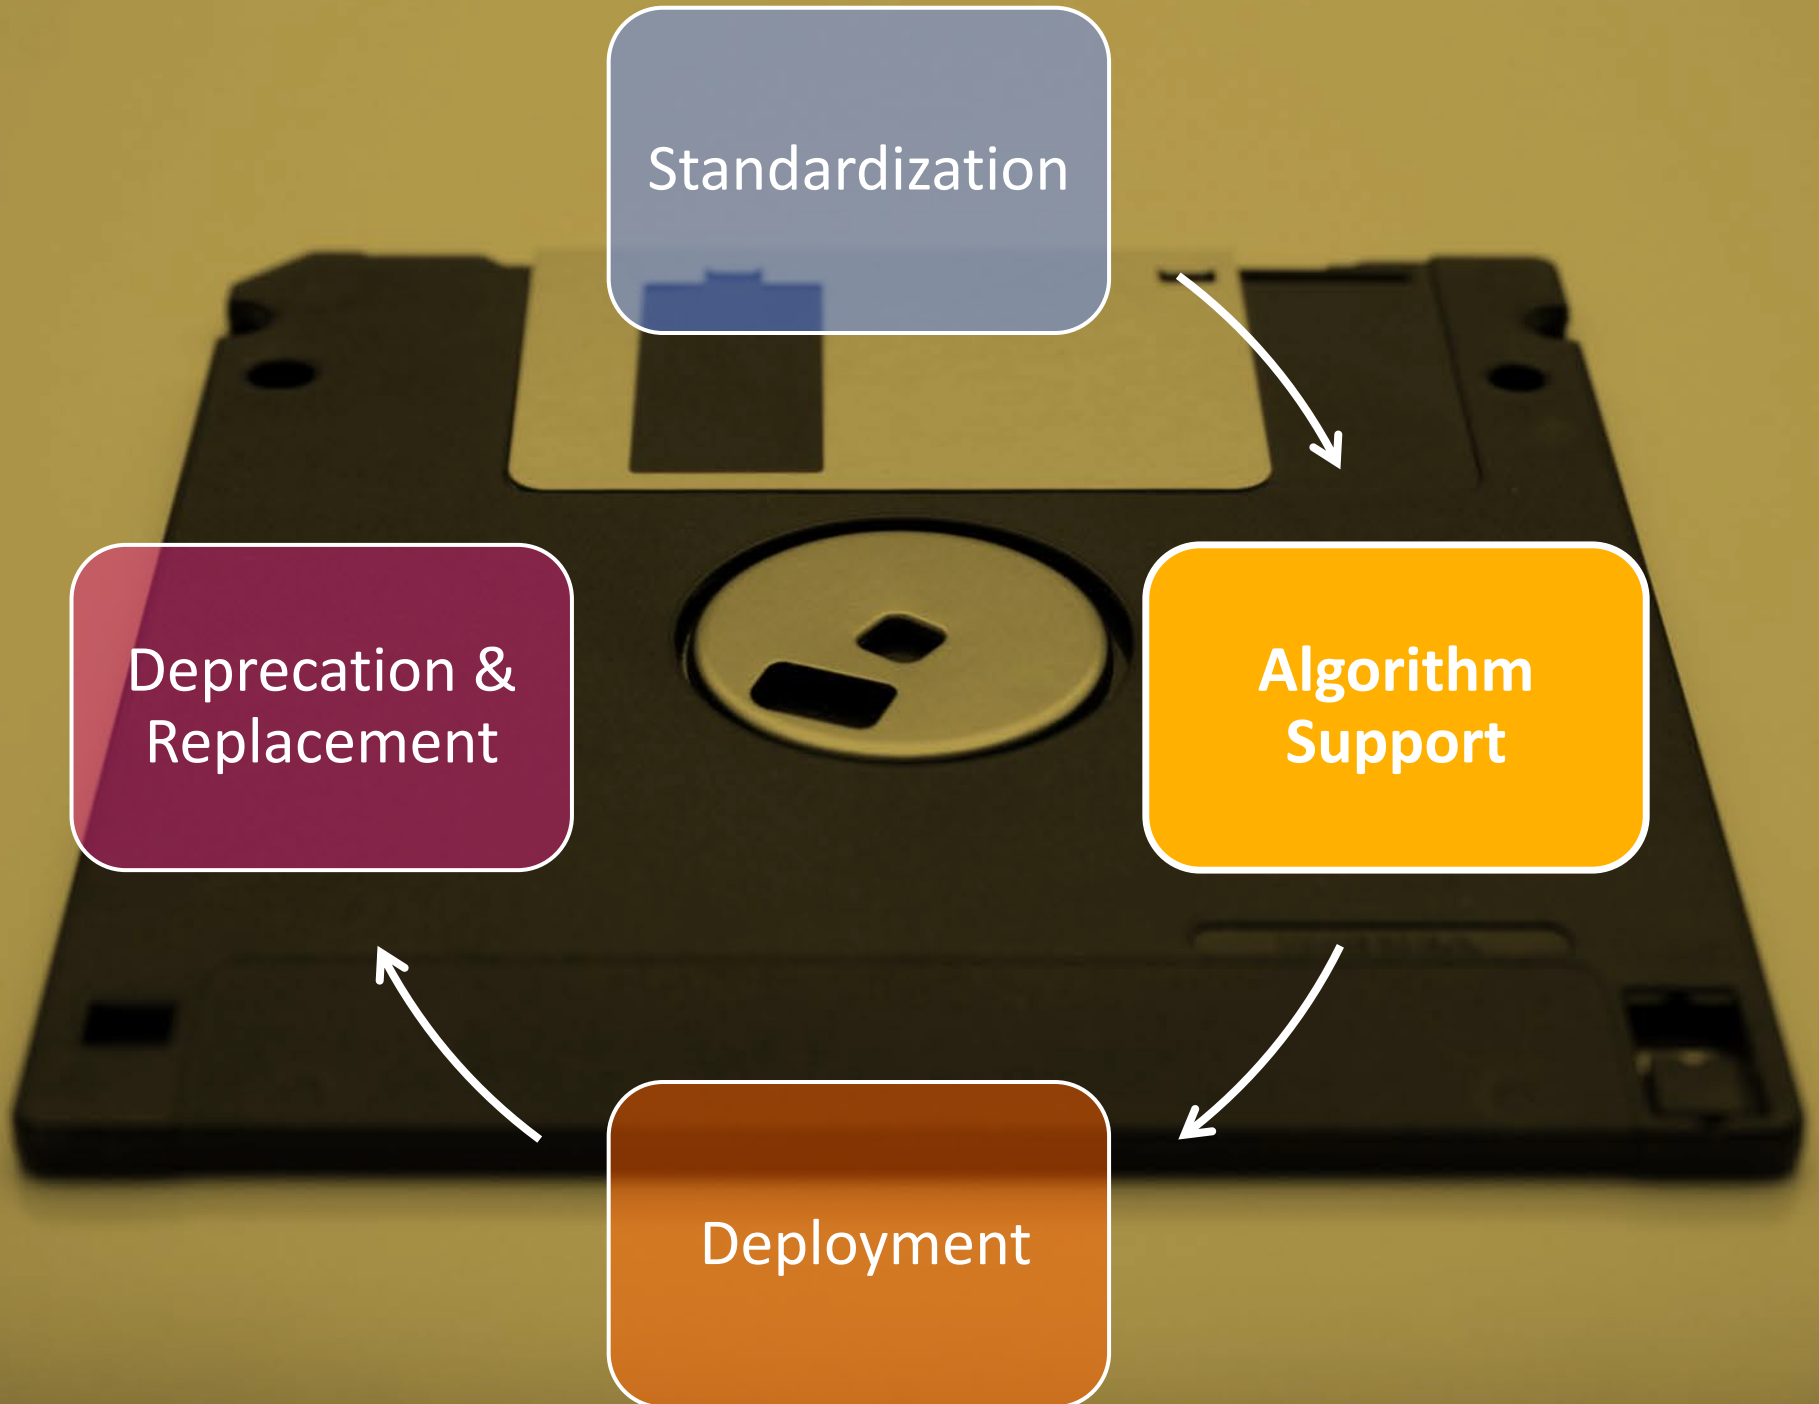 Standardization
Algorithm
Support
Deployment
Deprecation &
Replacement